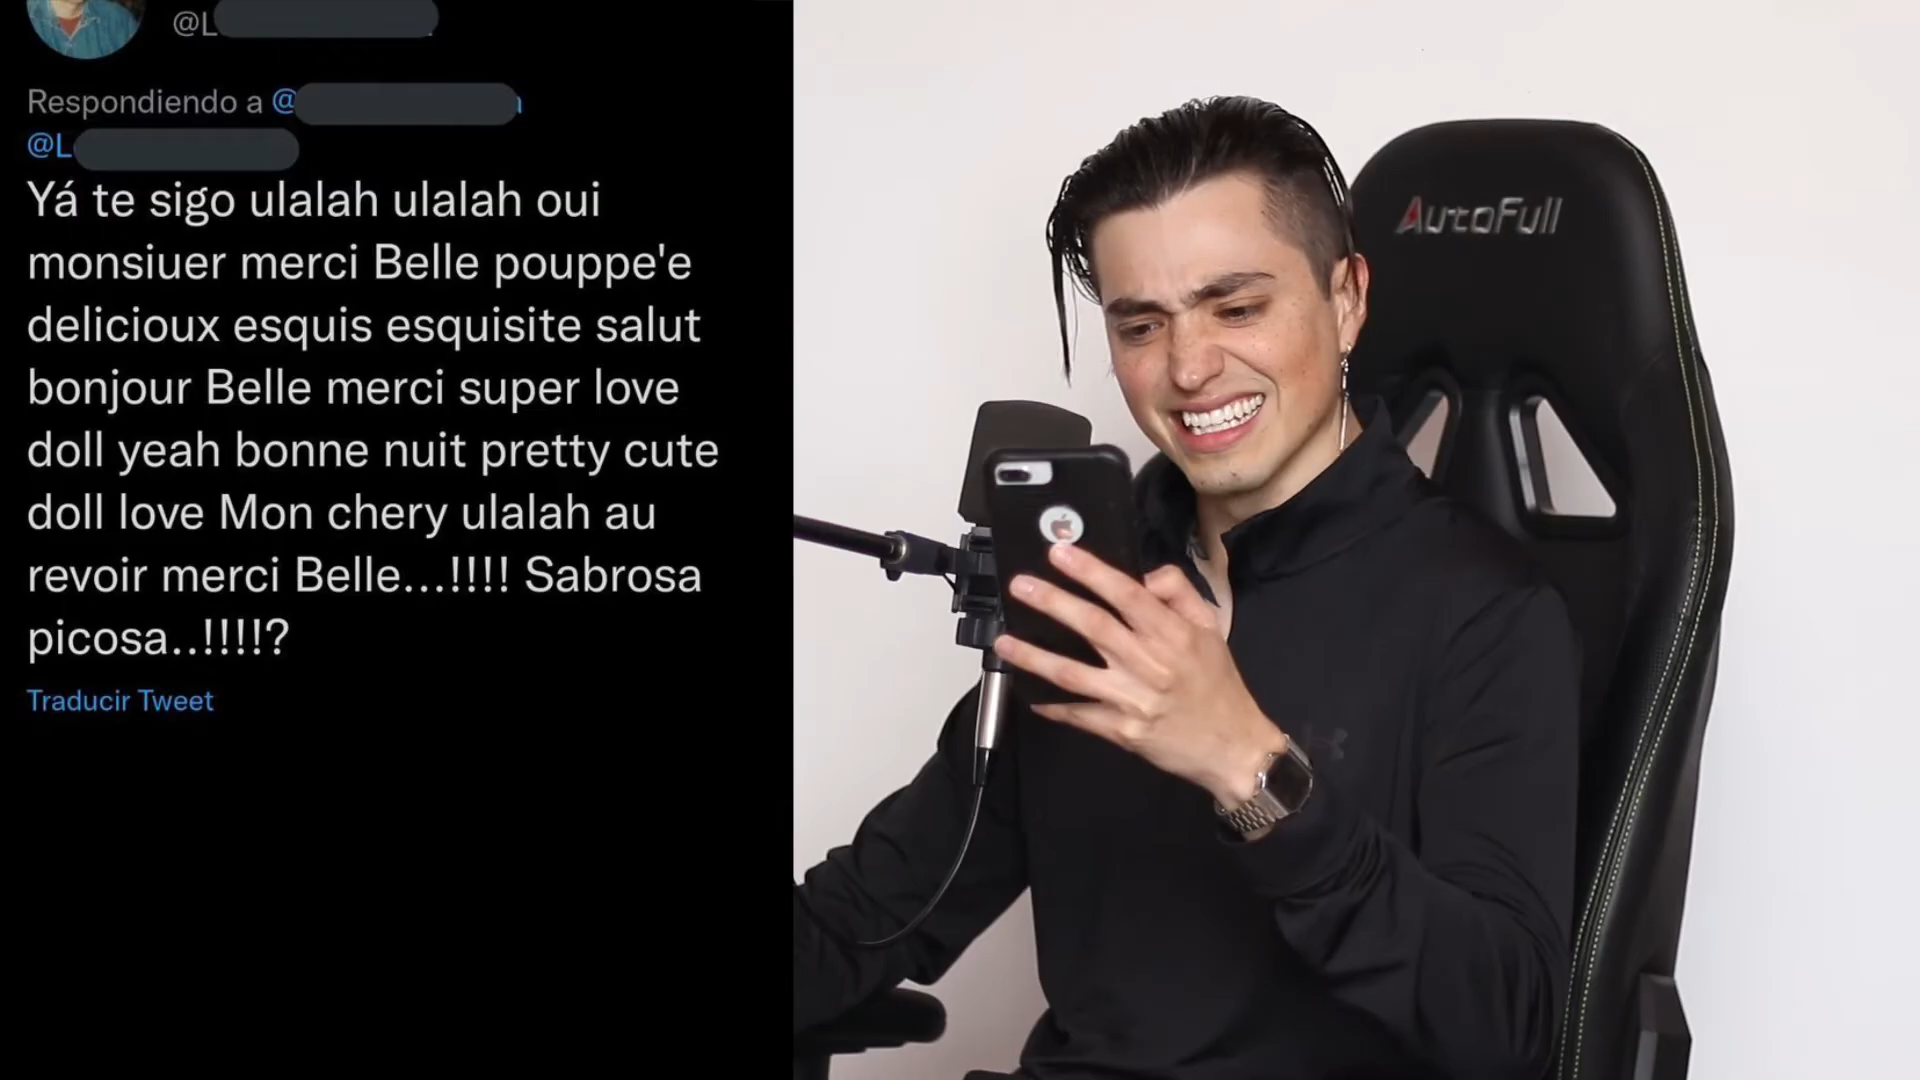 @L
Respondiendo a @
@L
Yá te sigo ulalah ulalah oui
monsiuer merci Belle pouppe'e
delicioux esquis esquisite salut
bonjour Belle merci super love
doll yeah bonne nuit pretty cute
doll love Mon chery ulalah au
revoir merci Belle...!!!! Sabrosa
picosa..!!!!?
Traducir Tweet
AutoFull